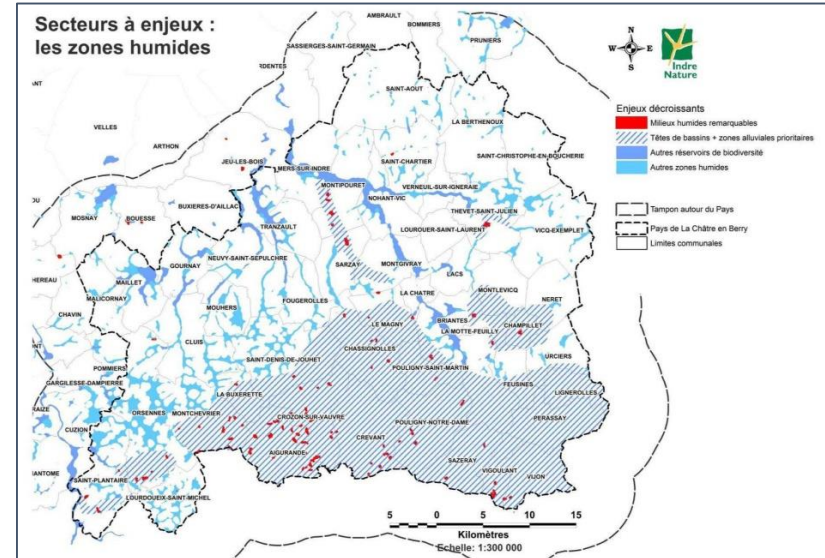 Secteurs à enjeux :
les zones humides
AMBRAULT
BOMMIERS
PRUNIERS
SASSIERGES-SAINT-GERMAIN
RDENTES
W N E
S
Indre
Nature
ANT
VELLES
ARTHON
SAINT-AOUT
LA BERTHENOUX
Enjeux décroissants
Milieux humides remarquables
Têtes de bassins + zones alluviales prioritaires
Autres réservoirs de biodiversité
Autres zones humides
Tampon autour du Pays
Pays de La Châtre en Berry
Limites communales
JEU-LES-BOIS
MERS-SUR-INDRE
SAINT-CHARTIER
SAINT-CHRISTOPHE-EN-BOUCHERIE
MONTIPOURET
VERNEUIL-SUR-IGNERAIE
NOHANT-VIC
THEVET-SAINT-JULIEN
BUXIERES-D'AILLAC
MOSNAY
BOUESSE
TRANZAULT
LOUROUER-SAINT-LAURENT
VICQ-EXEMPLET
GOURNAY
NEUVY-SAINT-SEPULCHRE
SARZAY
MONTGIVRAY
LACS
HEREAU
MAILLET
MALICORNAY
MOUHERS
FOUGEROLLES
LA CHATRE
MONTLEVICQ
NERET
CHAVIN
CLUIS
LE MAGNY
BRIANTES
LA MOTTE-FEUILLY
CHAMPILLET
CHASSIGNOLLES
URCIERS
POMMIERS
SAINT-DENIS-DE-JOUHET
POULIGNY-SAINT-MARTIN
GARGILESSE-DAMPIERRE
LA BUXERETTE
FEUSINES
LIGNEROLLES
RAIZE
ORSENNES
MONTCHEVRIER
CROZON-SUR-VAUVRE
POULIGNY-NOTRE-DAME
PERASSAY
CUZION
CREVANT
AIGURANDE
SAZERAY
VIGOULANT
VIJON
ANTOME
SAINT-PLANTAIRE
LOURDOUEIX-SAINT-MICHEL
5 0 5 10 15
Kilomètres
Echelle: 1:300 000